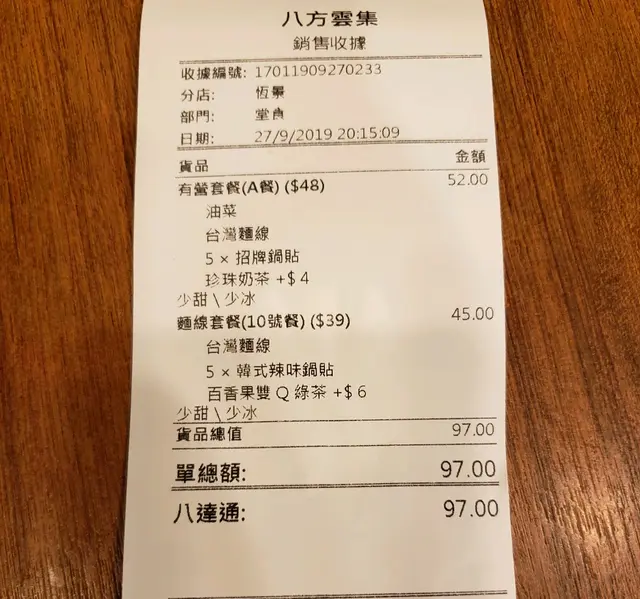 八方雲集
銷售收據
收據編號: 17011909270233
分店: 恆景
部門: 堂食
日期: 27/9/2019 20:15:09
貨品 金額
有營套餐(A餐) ($48) 52.00
油菜
台灣麵線
5 × 招牌鍋貼
珍珠奶茶 +$ 4
少甜 \ 少冰
麵線套餐(10號餐) ($39) 45.00
台灣麵線
5 × 韓式辣味鍋貼
百香果雙 Q 綠茶 +$ 6
少甜 \ 少冰
貨品總值 97.00
單總額: 97.00
八達通: 97.00